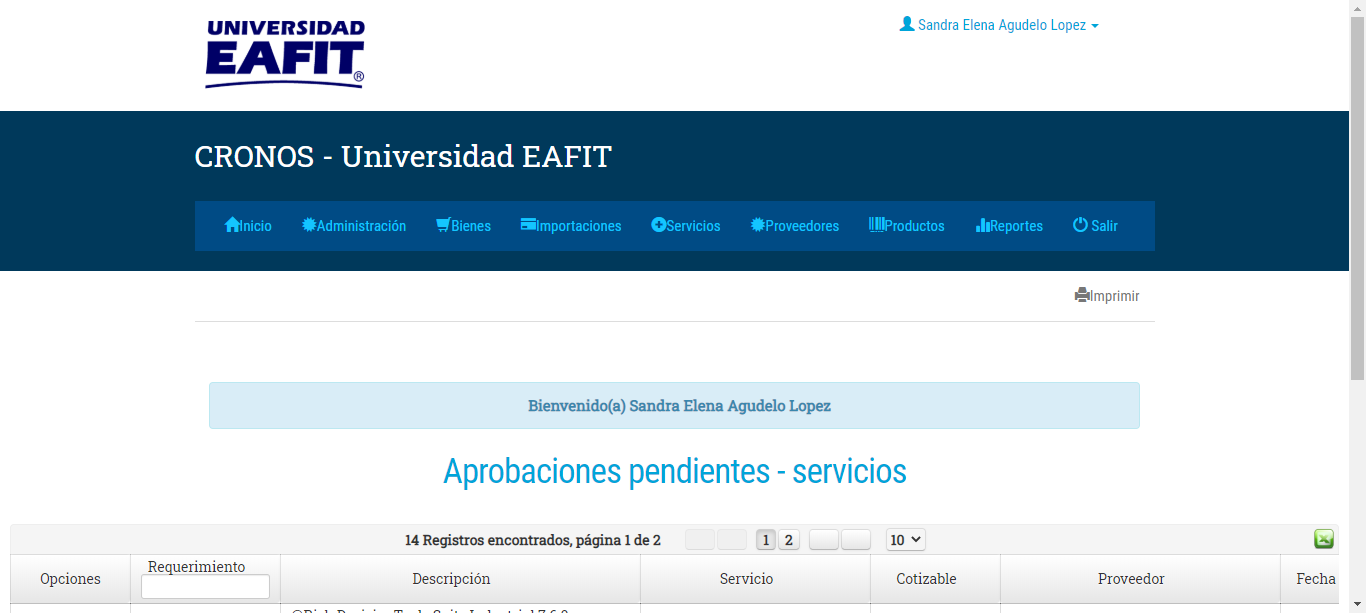 UNIVERSIDAD
EAFIT®
Sandra Elena Agudelo Lopez
CRONOS - Universidad EAFIT
Inicio Administración Bienes Importaciones Servicios Proveedores Productos Reportes Salir
Imprimir
Bienvenido(a) Sandra Elena Agudelo Lopez
Aprobaciones pendientes - servicios
14 Registros encontrados, página 1 de 2 1 2 10
Opciones Requerimiento Descripción Servicio Cotizable Proveedor Fecha